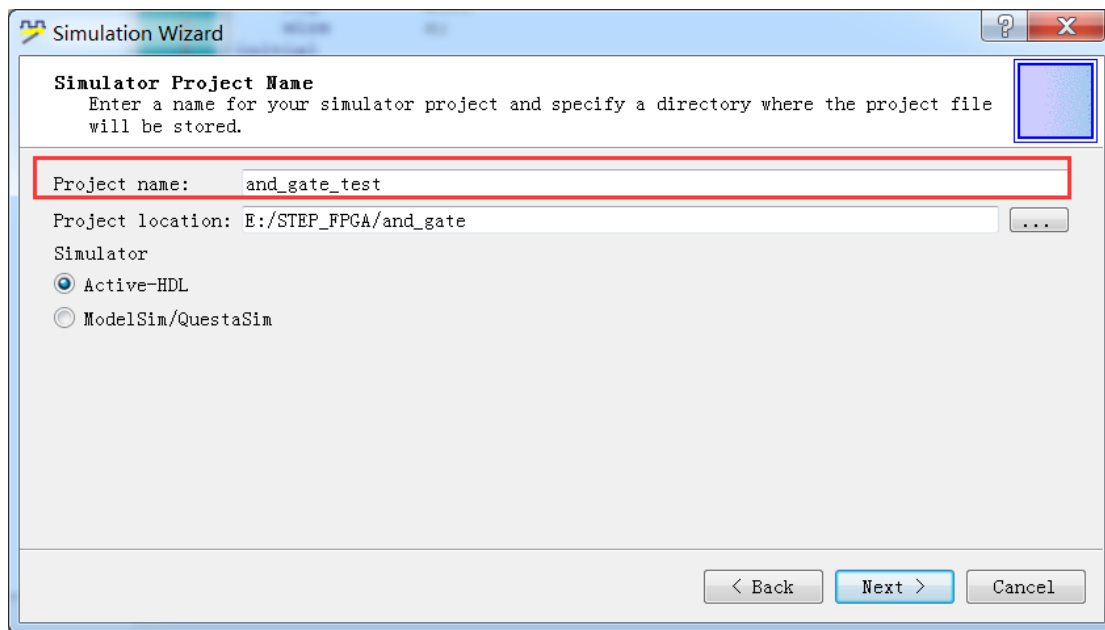 Simulation Wizard
Simulator Project Name
Enter a name for your simulator project and specify a directory where the project file
will be stored.
Project name: and_gate_test
Project location: E:/STEP_FPGA/and_gate ...
Simulator
Active-HDL
ModelSim/QuestaSim
< Back Next > Cancel